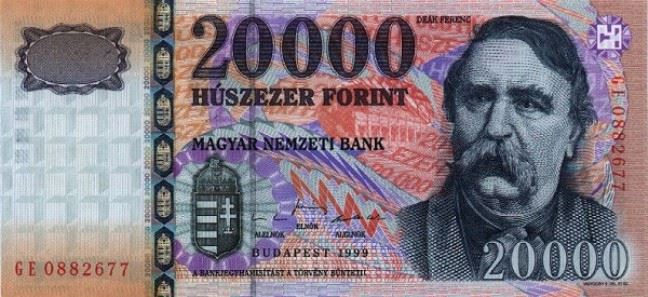 DEÁK FERENC
20000
HÚSZEZER FORINT
MAGYAR NEMZETI BANK
GE 0882677
ALELNÖK
ELNÖK
ALELNÖK
BUDAPEST 1999
GE 0882677
A BANKJEGYHAMISÍTÁST A TÖRVÉNY BÜNTETI!
20000